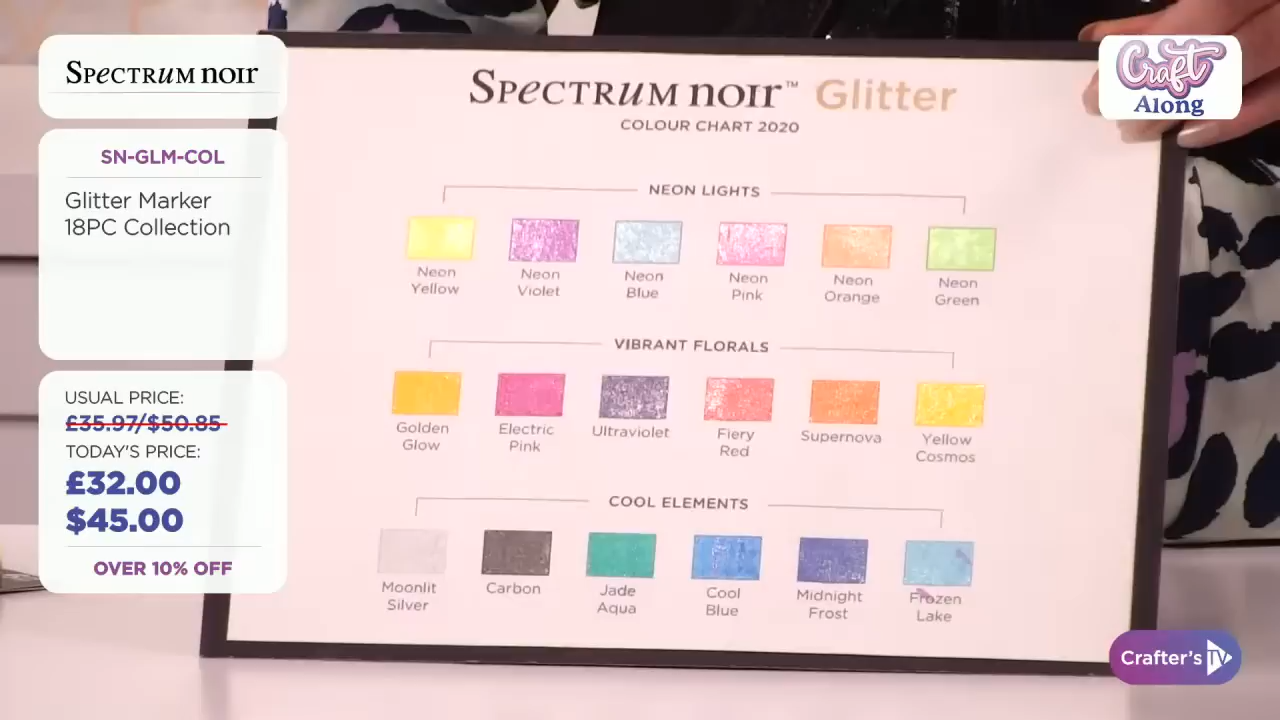 SPECTRUM NOIR
SN-GLM-COL
Glitter Marker
18PC Collection
USUAL PRICE:
£35.97/$50.85
TODAY'S PRICE:
£32.00
$45.00
OVER 10% OFF
SPECTRUM NOIR™ Glitter
COLOUR CHART 2020
NEON LIGHTS
Neon Yellow
Neon Violet
Neon Blue
Neon Pink
Neon Orange
Neon Green
VIBRANT FLORALS
Golden Glow
Electric Pink
Ultraviolet
Fiery Red
Supernova
Yellow Cosmos
COOL ELEMENTS
Moonlit Silver
Carbon
Jade Aqua
Cool Blue
Midnight Frost
Frozen Lake
Craft
Along
Crafter's TV